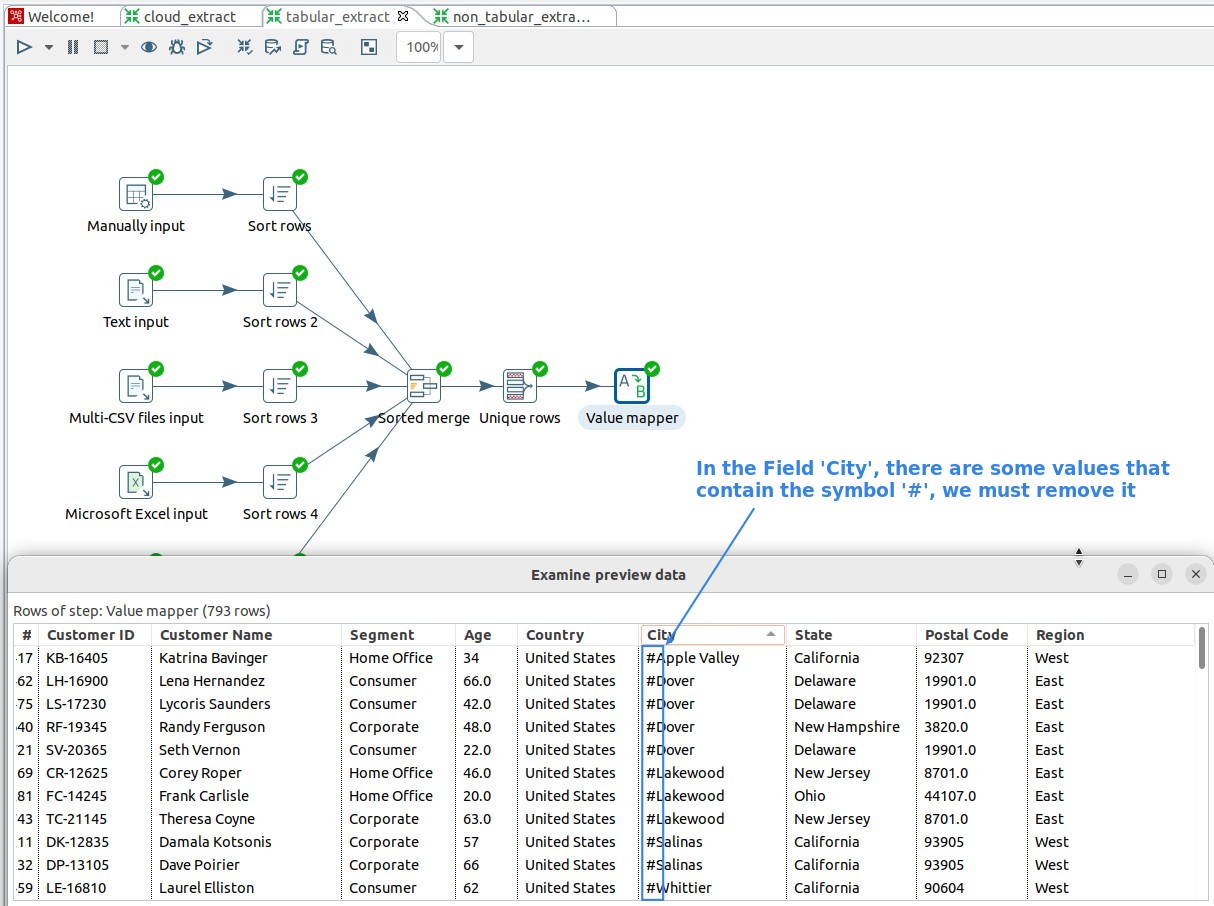 Welcome! cloud_extract tabular_extract non_tabular_extra...
100%
Manually input Sort rows
Text input Sort rows 2
Multi-CSV files input Sort rows 3 Sorted merge Unique rows Value mapper
In the Field 'City', there are some values that
contain the symbol '#', we must remove it
Microsoft Excel input Sort rows 4
Examine preview data
Rows of step: Value mapper (793 rows)
# Customer ID Customer Name Segment Age Country City State Postal Code Region
17 KB-16405 Katrina Bavinger Home Office 34 United States #Apple Valley California 92307 West
62 LH-16900 Lena Hernandez Consumer 66.0 United States #Dover Delaware 19901.0 East
75 LS-17230 Lycoris Saunders Consumer 42.0 United States #Dover Delaware 19901.0 East
40 RF-19345 Randy Ferguson Corporate 48.0 United States #Dover New Hampshire 3820.0 East
21 SV-20365 Seth Vernon Consumer 22.0 United States #Dover Delaware 19901.0 East
69 CR-12625 Corey Roper Home Office 46.0 United States #Lakewood New Jersey 8701.0 East
81 FC-14245 Frank Carlisle Home Office 20.0 United States #Lakewood Ohio 44107.0 East
43 TC-21145 Theresa Coyne Corporate 63.0 United States #Lakewood New Jersey 8701.0 East
11 DK-12835 Damala Kotsonis Corporate 57 United States #Salinas California 93905 West
32 DP-13105 Dave Poirier Corporate 66 United States #Salinas California 93905 West
59 LE-16810 Laurel Elliston Consumer 62 United States #Whittier California 90604 West